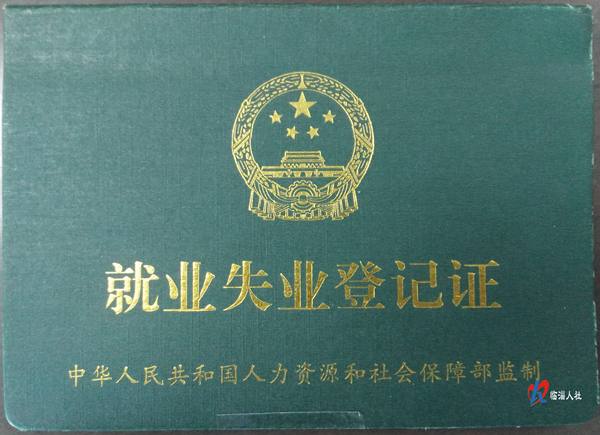 就业失业登记证
中华人民共和国人力资源和社会保障部监制
临淄人社